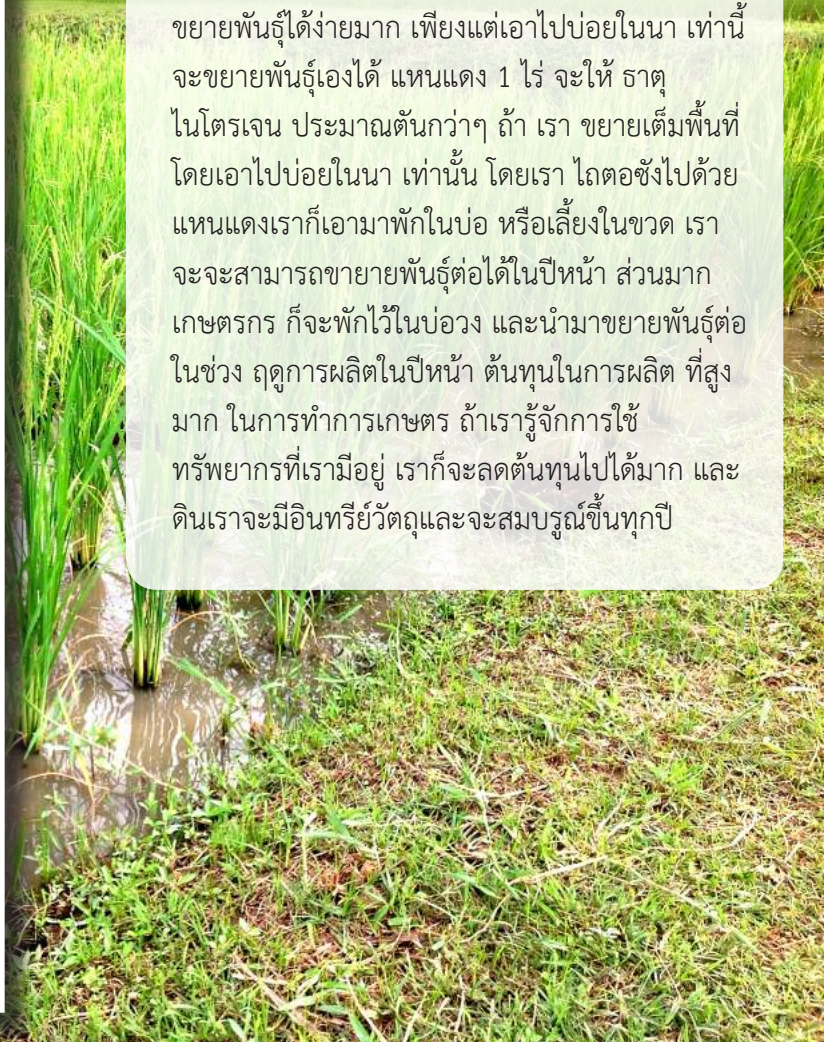 ขยายพันธุ์ได้ง่ายมาก เพียงแต่เอาไปบ่อยในนา เท่านี้
จะขยายพันธุ์เองได้ แหนแดง 1 ไร่ จะให้ ธาตุ
ไนโตรเจน ประมาณตันกว่าๆ ถ้า เรา ขยายเต็มพื้นที่
โดยเอาไปบ่อยในนา เท่านั้น โดยเรา ไถตอซังไปด้วย
แหนแดงเราก็เอามาพักในบ่อ หรือเลี้ยงในขวด เรา
จะจะสามารถขายายพันธุ์ต่อได้ในปีหน้า ส่วนมาก
เกษตรกร ก็จะพักไว้ในบ่อวง และนำมาขยายพันธุ์ต่อ
ในช่วง ฤดูการผลิตในปีหน้า ต้นทุนในการผลิต ที่สูง
มาก ในการทำการเกษตร ถ้าเรารู้จักการใช้
ทรัพยากรที่เรามีอยู่ เราก็จะลดต้นทุนไปได้มาก และ
ดินเราจะมีอินทรีย์วัตถุและจะสมบรูณ์ขึ้นทุกปี